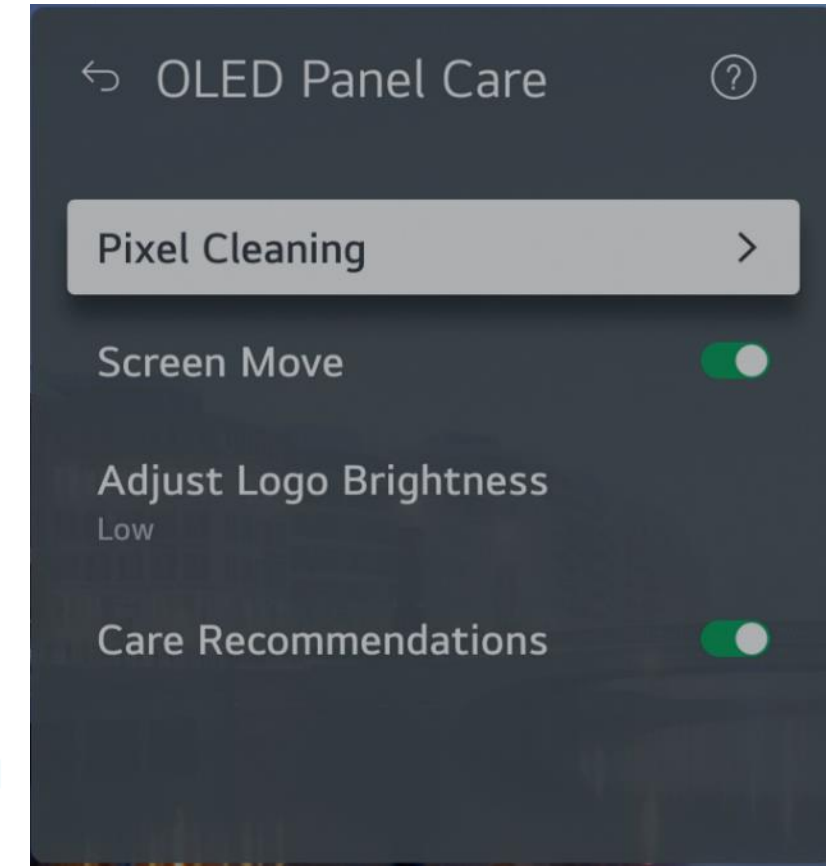 OLED Panel Care
Pixel Cleaning
Screen Move
Adjust Logo Brightness
Low
Care Recommendations